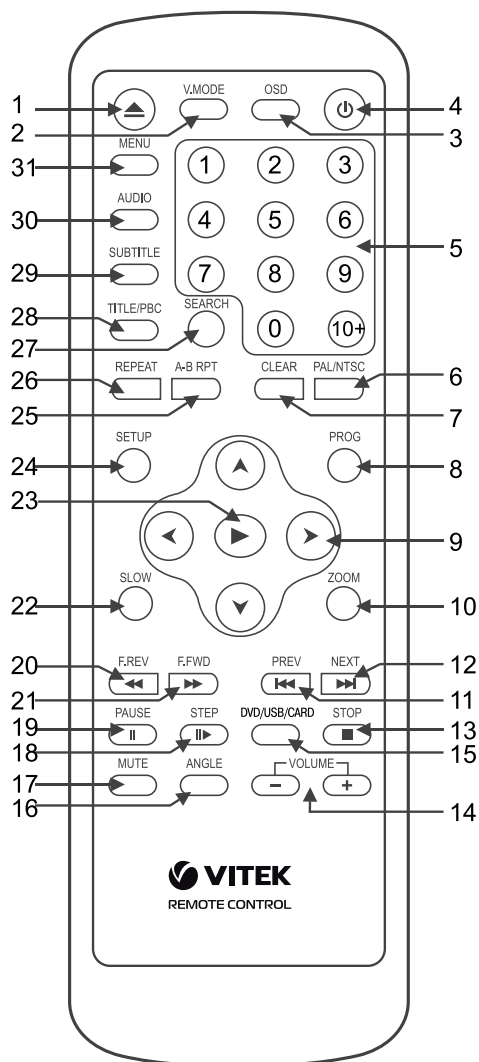 V.MODE OSD
1 4
2 3
MENU
31 1 2 3
AUDIO
30 4 5 6 5
SUBTITLE
29 7 8 9
TITLE/PBC SEARCH
28 0 10+
27
REPEAT A-B RPT CLEAR PAL/NTSC
26 6
25 7
SETUP PROG
24 8
23 9
SLOW ZOOM
22 10
F.REV F.FWD PREV NEXT
20 12
21 11
PAUSE STEP DVD/USB/CARD STOP
19 13
18 15
MUTE ANGLE VOLUME
17 − + 14
16
VITEK
REMOTE CONTROL